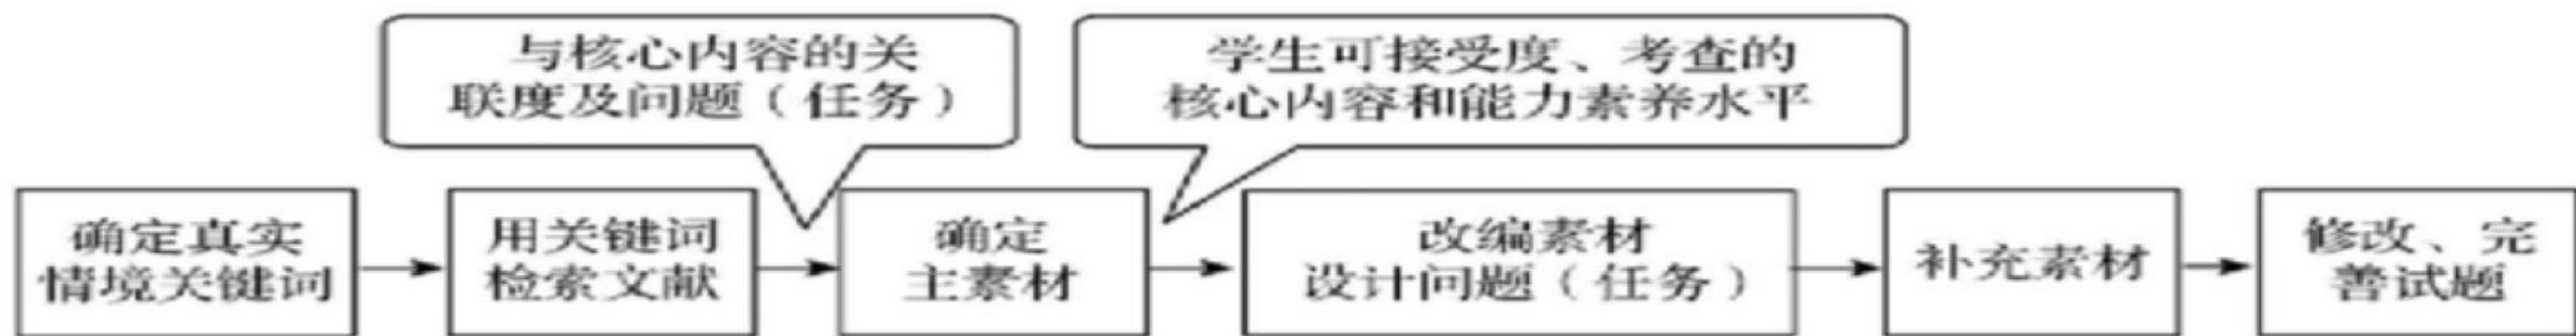 与核心内容的关
联度及问题（任务）
学生可接受度、考查的
核心内容和能力素养水平
确定真实
情境关键词
用关键词
检索文献
确定
主素材
改编素材
设计问题（任务）
补充素材
修改、完
善试题